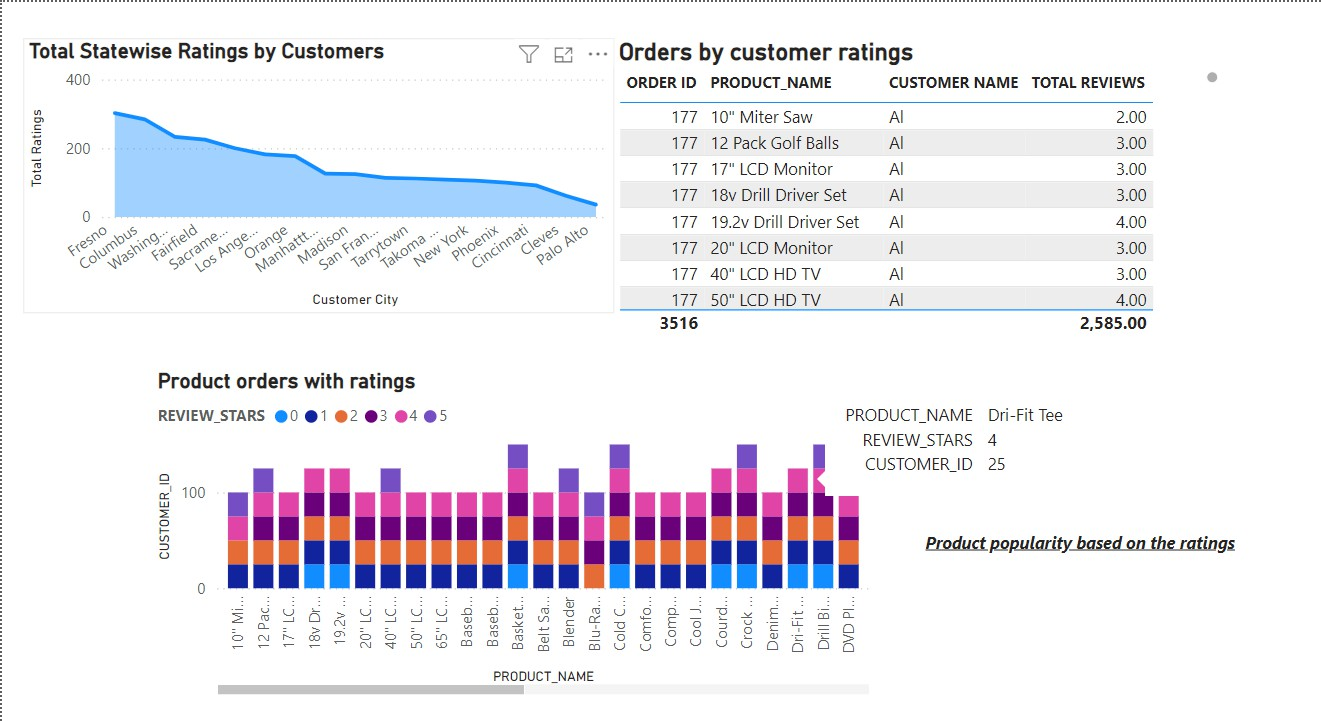 Total Statewise Ratings by Customers
400
200
0
Total Ratings
Fresno
Columbus
Washing...
Fairfield
Sacrame...
Los Ange...
Orange
Manhatt...
Madison
San Fran...
Tarrytown
Takoma ...
New York
Phoenix
Cincinnati
Cleves
Palo Alto
Customer City
Orders by customer ratings
ORDER ID PRODUCT_NAME CUSTOMER NAME TOTAL REVIEWS
177 10" Miter Saw Al 2.00
177 12 Pack Golf Balls Al 3.00
177 17" LCD Monitor Al 3.00
177 18v Drill Driver Set Al 3.00
177 19.2v Drill Driver Set Al 4.00
177 20" LCD Monitor Al 3.00
177 40" LCD HD TV Al 3.00
177 50" LCD HD TV Al 4.00
3516 2,585.00
Product orders with ratings
REVIEW_STARS 0 1 2 3 4 5
CUSTOMER_ID
100
0
10" Mi...
12 Pac...
17" LC...
18v Dr...
19.2v ...
20" LC...
40" LC...
50" LC...
65" LC...
Baseb...
Baseb...
Basket...
Belt Sa...
Blender
Blu-Ra...
Cold C...
Comfo...
Comp...
Cool J...
Courd...
Crock ...
Denim...
Dri-Fit ...
Drill Bi...
DVD Pl...
PRODUCT_NAME
PRODUCT_NAME Dri-Fit Tee
REVIEW_STARS 4
CUSTOMER_ID 25
Product popularity based on the ratings